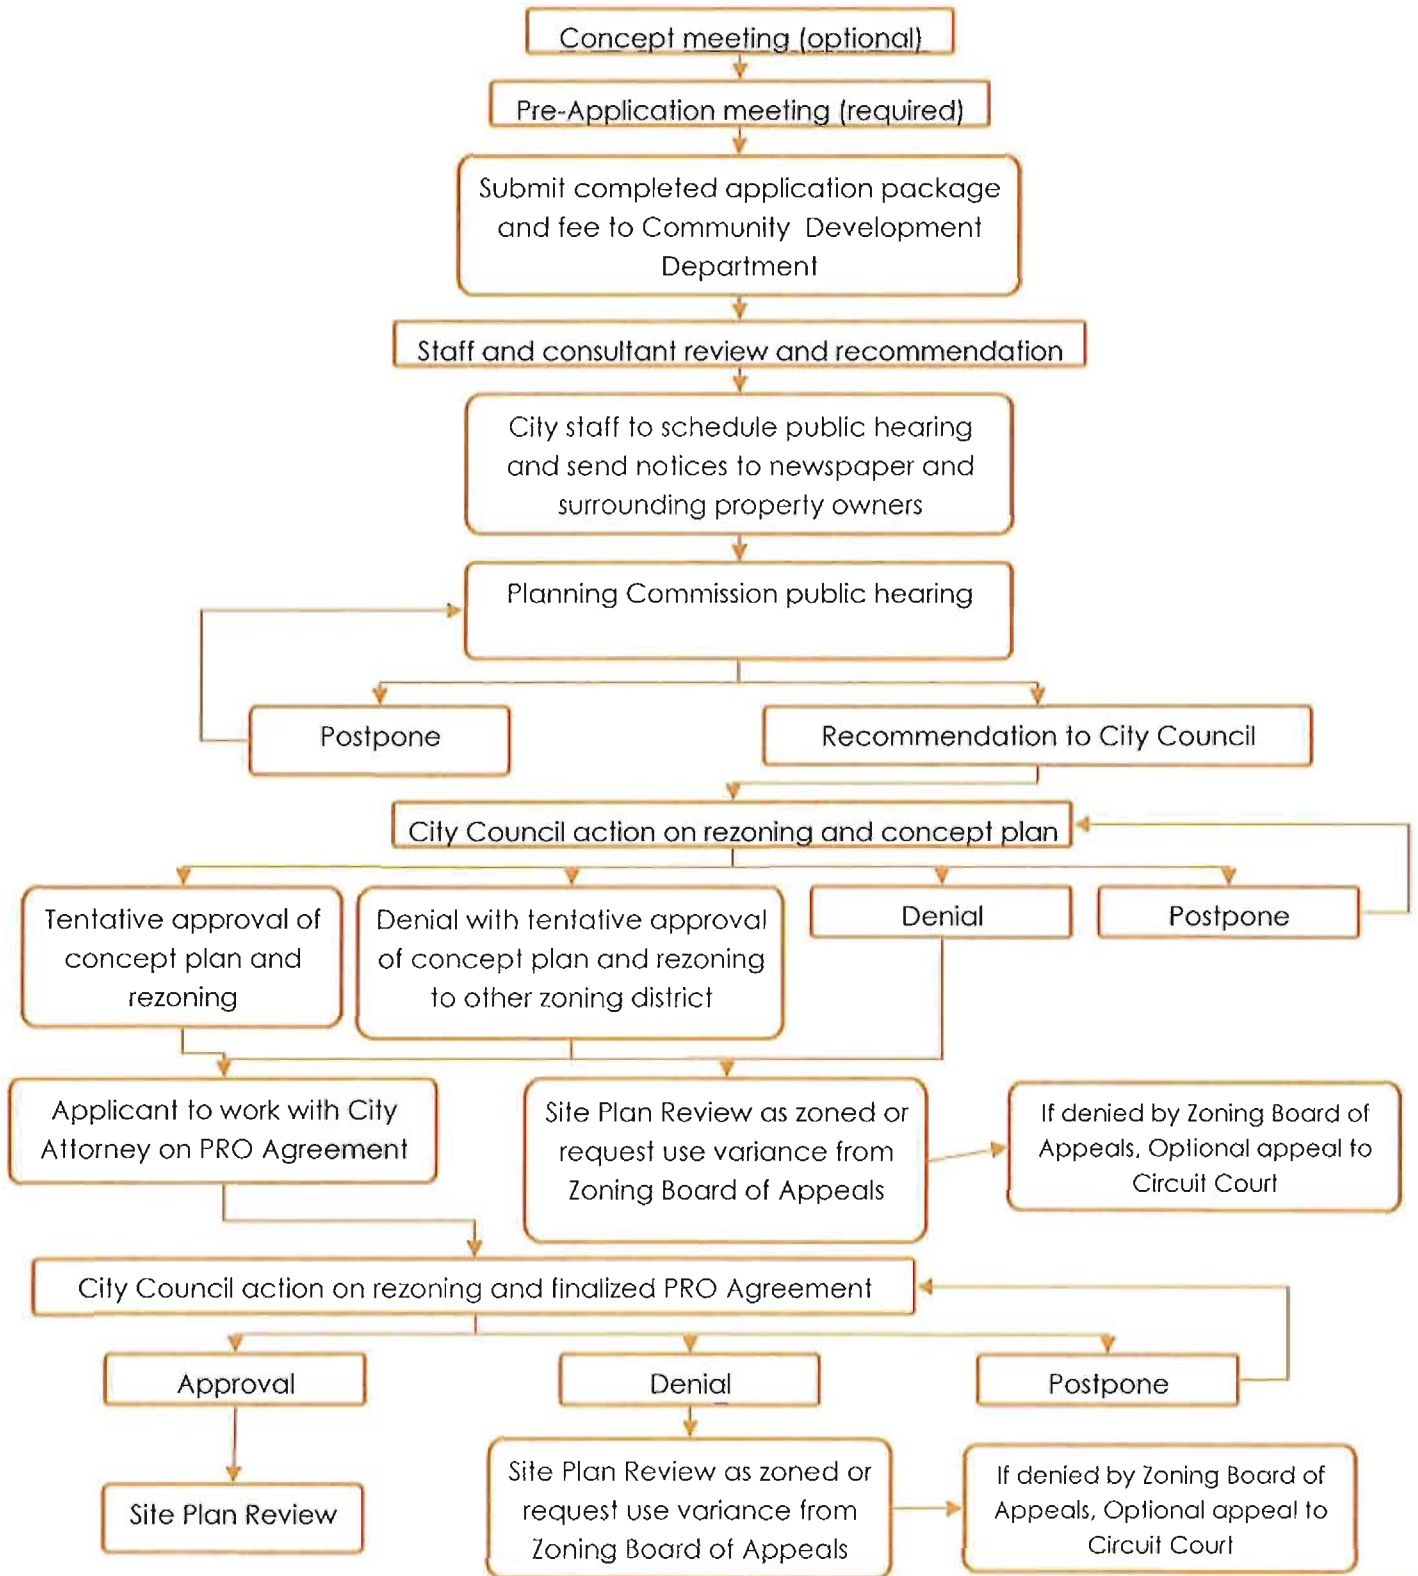 Concept meeting (optional)
Pre-Application meeting (required)
Submit completed application package
and fee to Community Development
Department
Staff and consultant review and recommendation
City staff to schedule public hearing
and send notices to newspaper and
surrounding property owners
Planning Commission public hearing
Postpone
Recommendation to City Council
City Council action on rezoning and concept plan
Tentative approval of
concept plan and
rezoning
Denial with tentative approval
of concept plan and rezoning
to other zoning district
Denial
Postpone
Applicant to work with City
Attorney on PRO Agreement
Site Plan Review as zoned or
request use variance from
Zoning Board of Appeals
If denied by Zoning Board of
Appeals, Optional appeal to
Circuit Court
City Council action on rezoning and finalized PRO Agreement
Approval
Denial
Postpone
Site Plan Review
Site Plan Review as zoned or
request use variance from
Zoning Board of Appeals
If denied by Zoning Board of
Appeals, Optional appeal to
Circuit Court